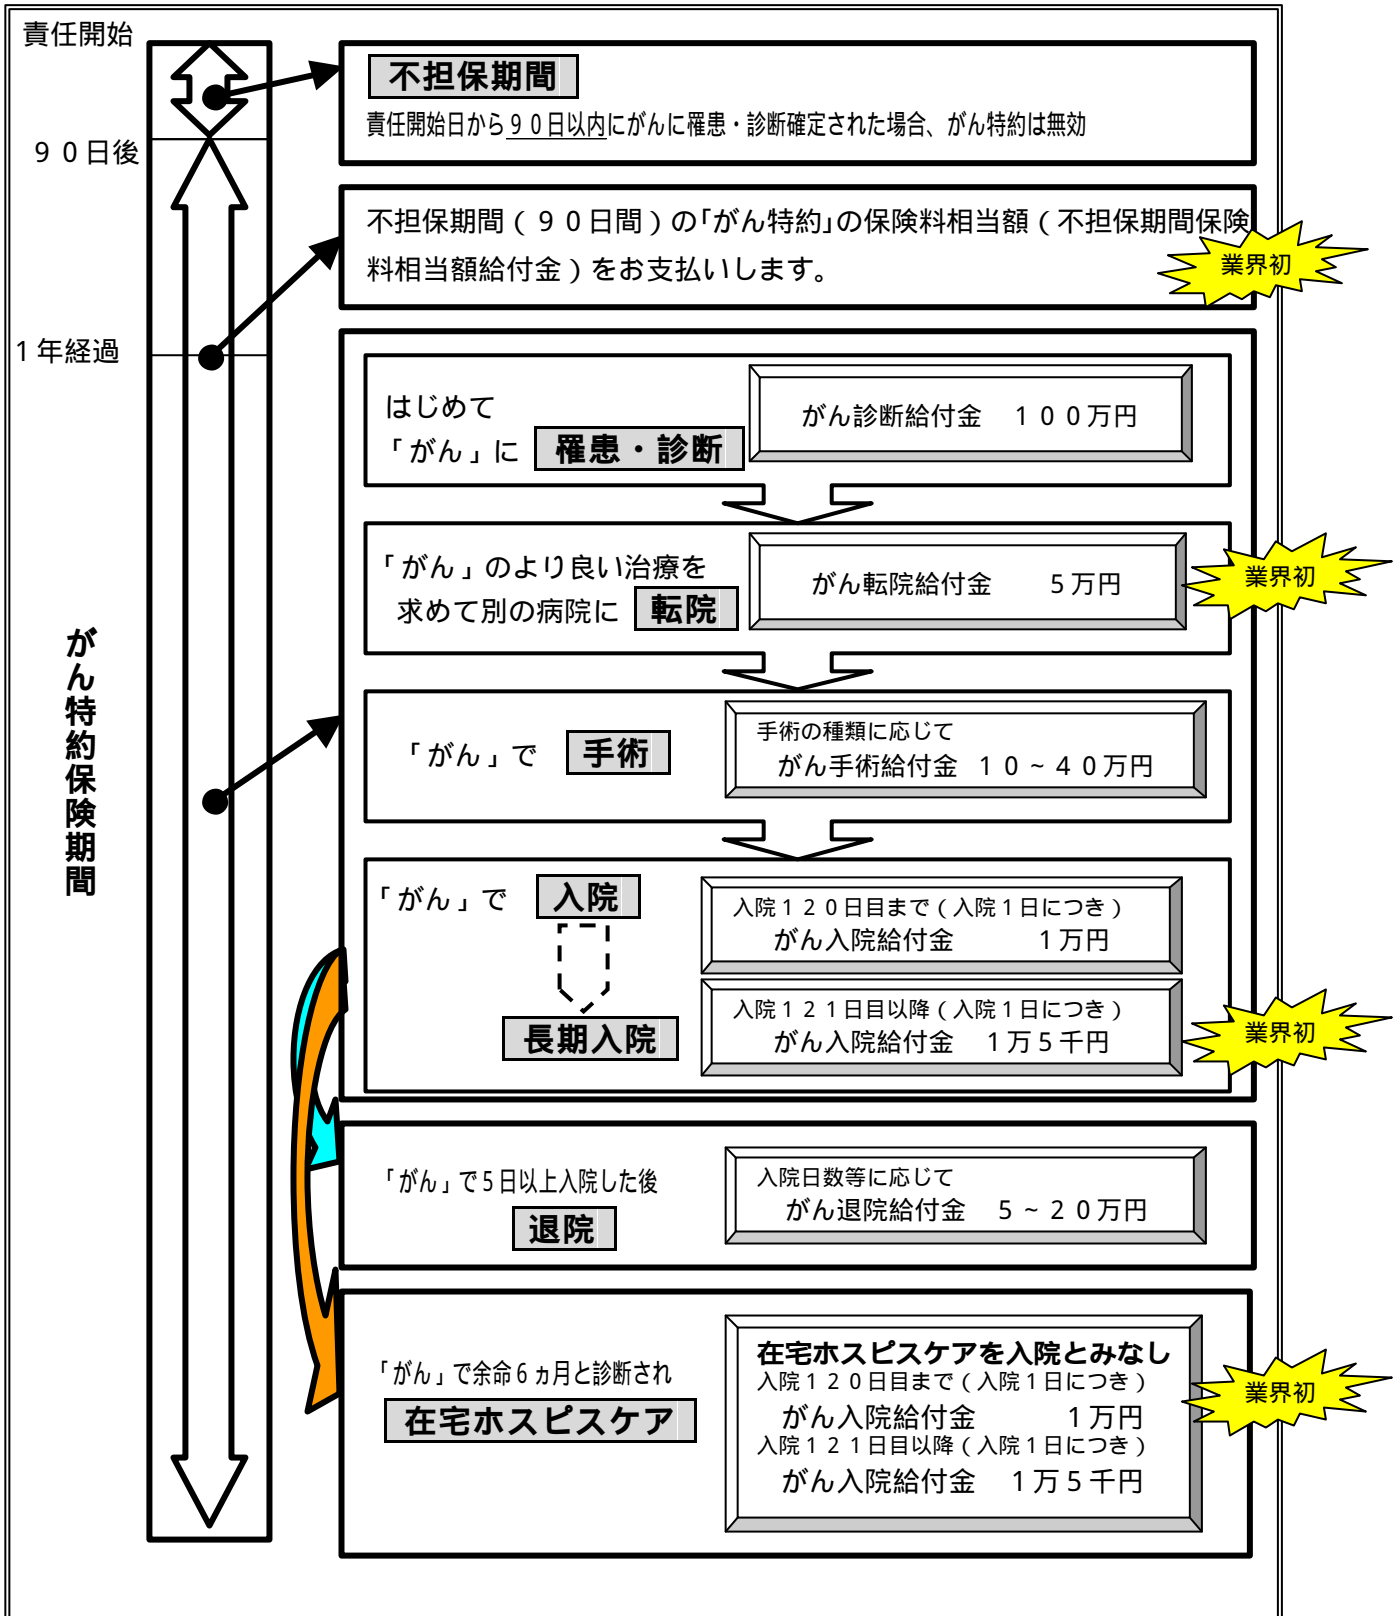 責任開始
不担保期間
責任開始日から９０日以内にがんに罹患・診断確定された場合、がん特約は無効
９０日後
不担保期間（９０日間）の「がん特約」の保険料相当額（不担保期間保険
料相当額給付金）をお支払いします。
業界初
1年経過
はじめて
「がん」に 罹患・診断
がん診断給付金　１００万円
「がん」のより良い治療を
求めて別の病院に 転院
がん転院給付金　５万円
業界初
がん特約保険期間
「がん」で 手術
手術の種類に応じて
がん手術給付金 １０~４０万円
「がん」で 入院
入院１２０日目まで（入院１日につき）
がん入院給付金　１万円
長期入院
入院１２１日目以降（入院１日につき）
がん入院給付金　１万５千円
業界初
「がん」で５日以上入院した後
退院
入院日数等に応じて
がん退院給付金　５~２０万円
「がん」で余命６ヵ月と診断され
在宅ホスピスケア
在宅ホスピスケアを入院とみなし
入院１２０日目まで（入院１日につき）
がん入院給付金　１万円
入院１２１日目以降（入院１日につき）
がん入院給付金　１万５千円
業界初